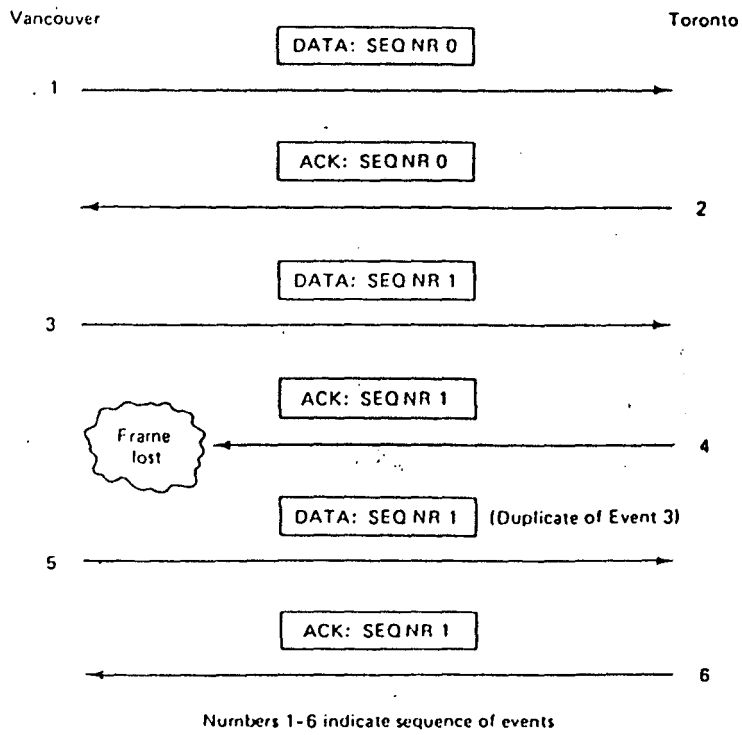 Vancouver
Toronto
DATA: SEQ NR 0
1
ACK: SEQ NR 0
2
DATA: SEQ NR 1
3
ACK: SEQ NR 1
Frame
lost
4
DATA: SEQ NR 1 (Duplicate of Event 3)
5
ACK: SEQ NR 1
6
Numbers 1-6 indicate sequence of events